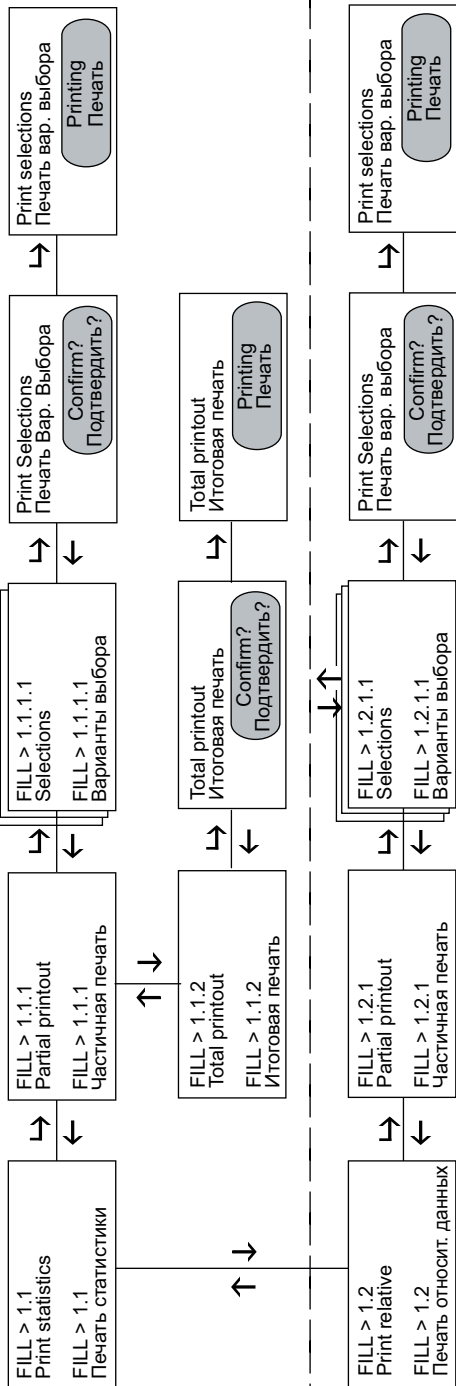 FILL > 1.1
Print statistics
FILL > 1.1
Печать статистики
FILL > 1.1.1
Partial printout
FILL > 1.1.1
Частичная печать
FILL > 1.1.1.1
Selections
FILL > 1.1.1.1
Варианты выбора
Print Selections
Печать Вар. Выбора
Confirm?
Подтвердить?
Print selections
Печать вар. выбора
Printing
Печать
FILL > 1.1.2
Total printout
FILL > 1.1.2
Итоговая печать
Total printout
Итоговая печать
Confirm?
Подтвердить?
Total printout
Итоговая печать
Printing
Печать
FILL > 1.2
Print relative
FILL > 1.2
Печать относит. данных
FILL > 1.2.1
Partial printout
FILL > 1.2.1
Частичная печать
FILL > 1.2.1.1
Selections
FILL > 1.2.1.1
Варианты выбора
Print Selections
Печать вар. выбора
Confirm?
Подтвердить?
Print selections
Печать вар. выбора
Printing
Печать